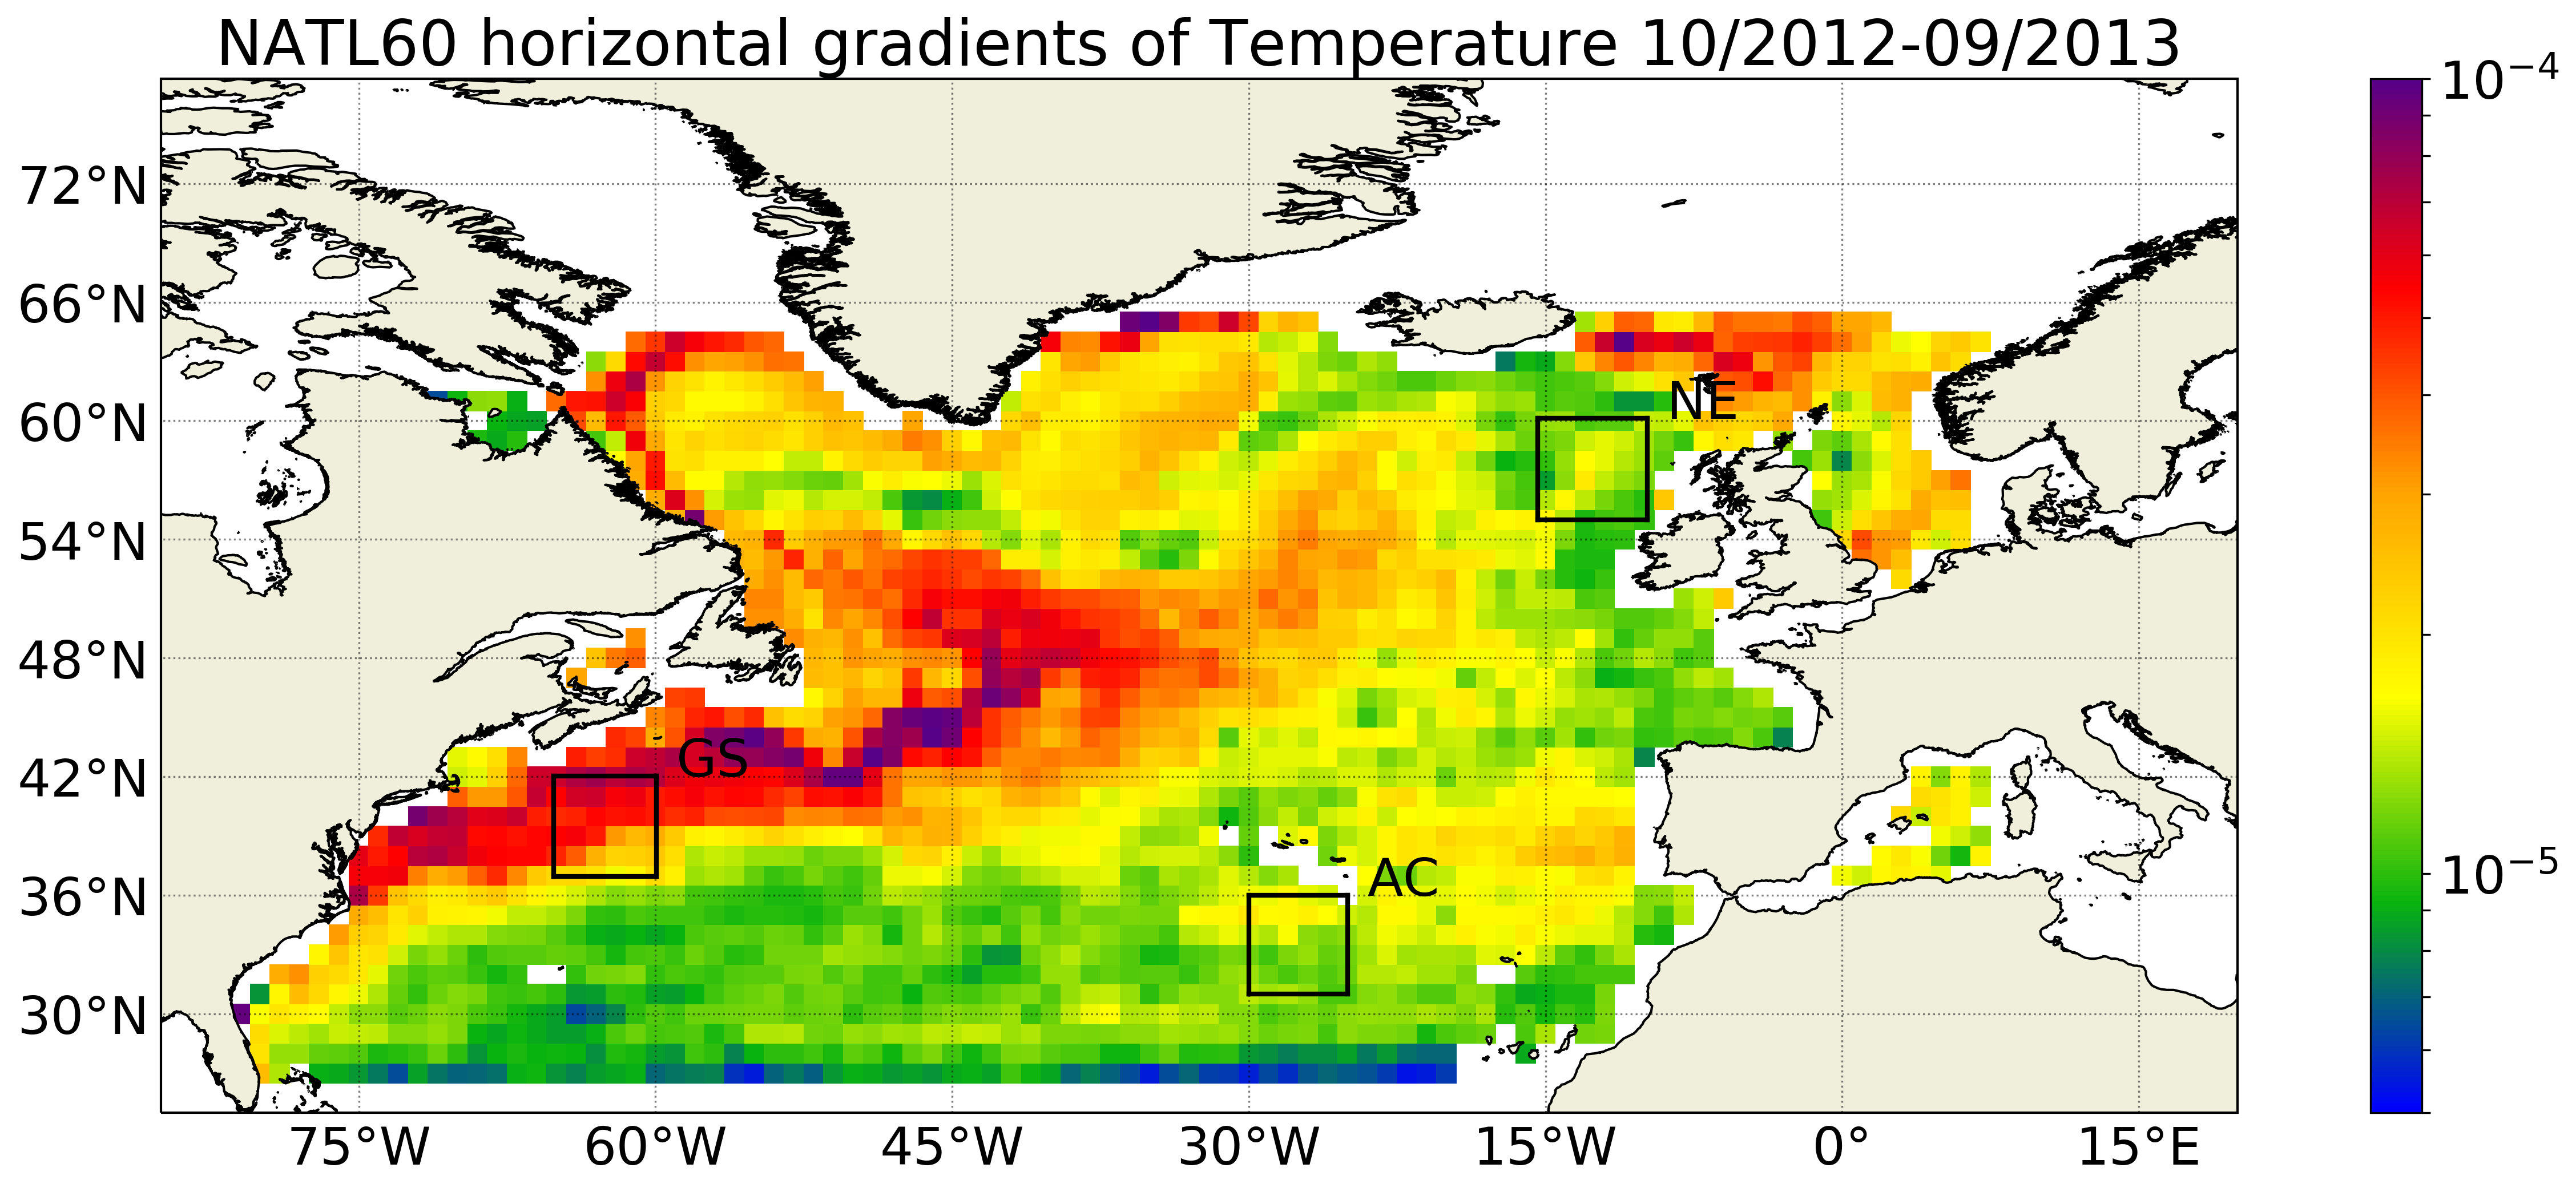 NATL60 horizontal gradients of Temperature 10/2012-09/2013
10⁻⁴
72°N
66°N
NE
60°N
54°N
48°N
GS
42°N
AC
10⁻⁵
36°N
30°N
75°W 60°W 45°W 30°W 15°W 0° 15°E